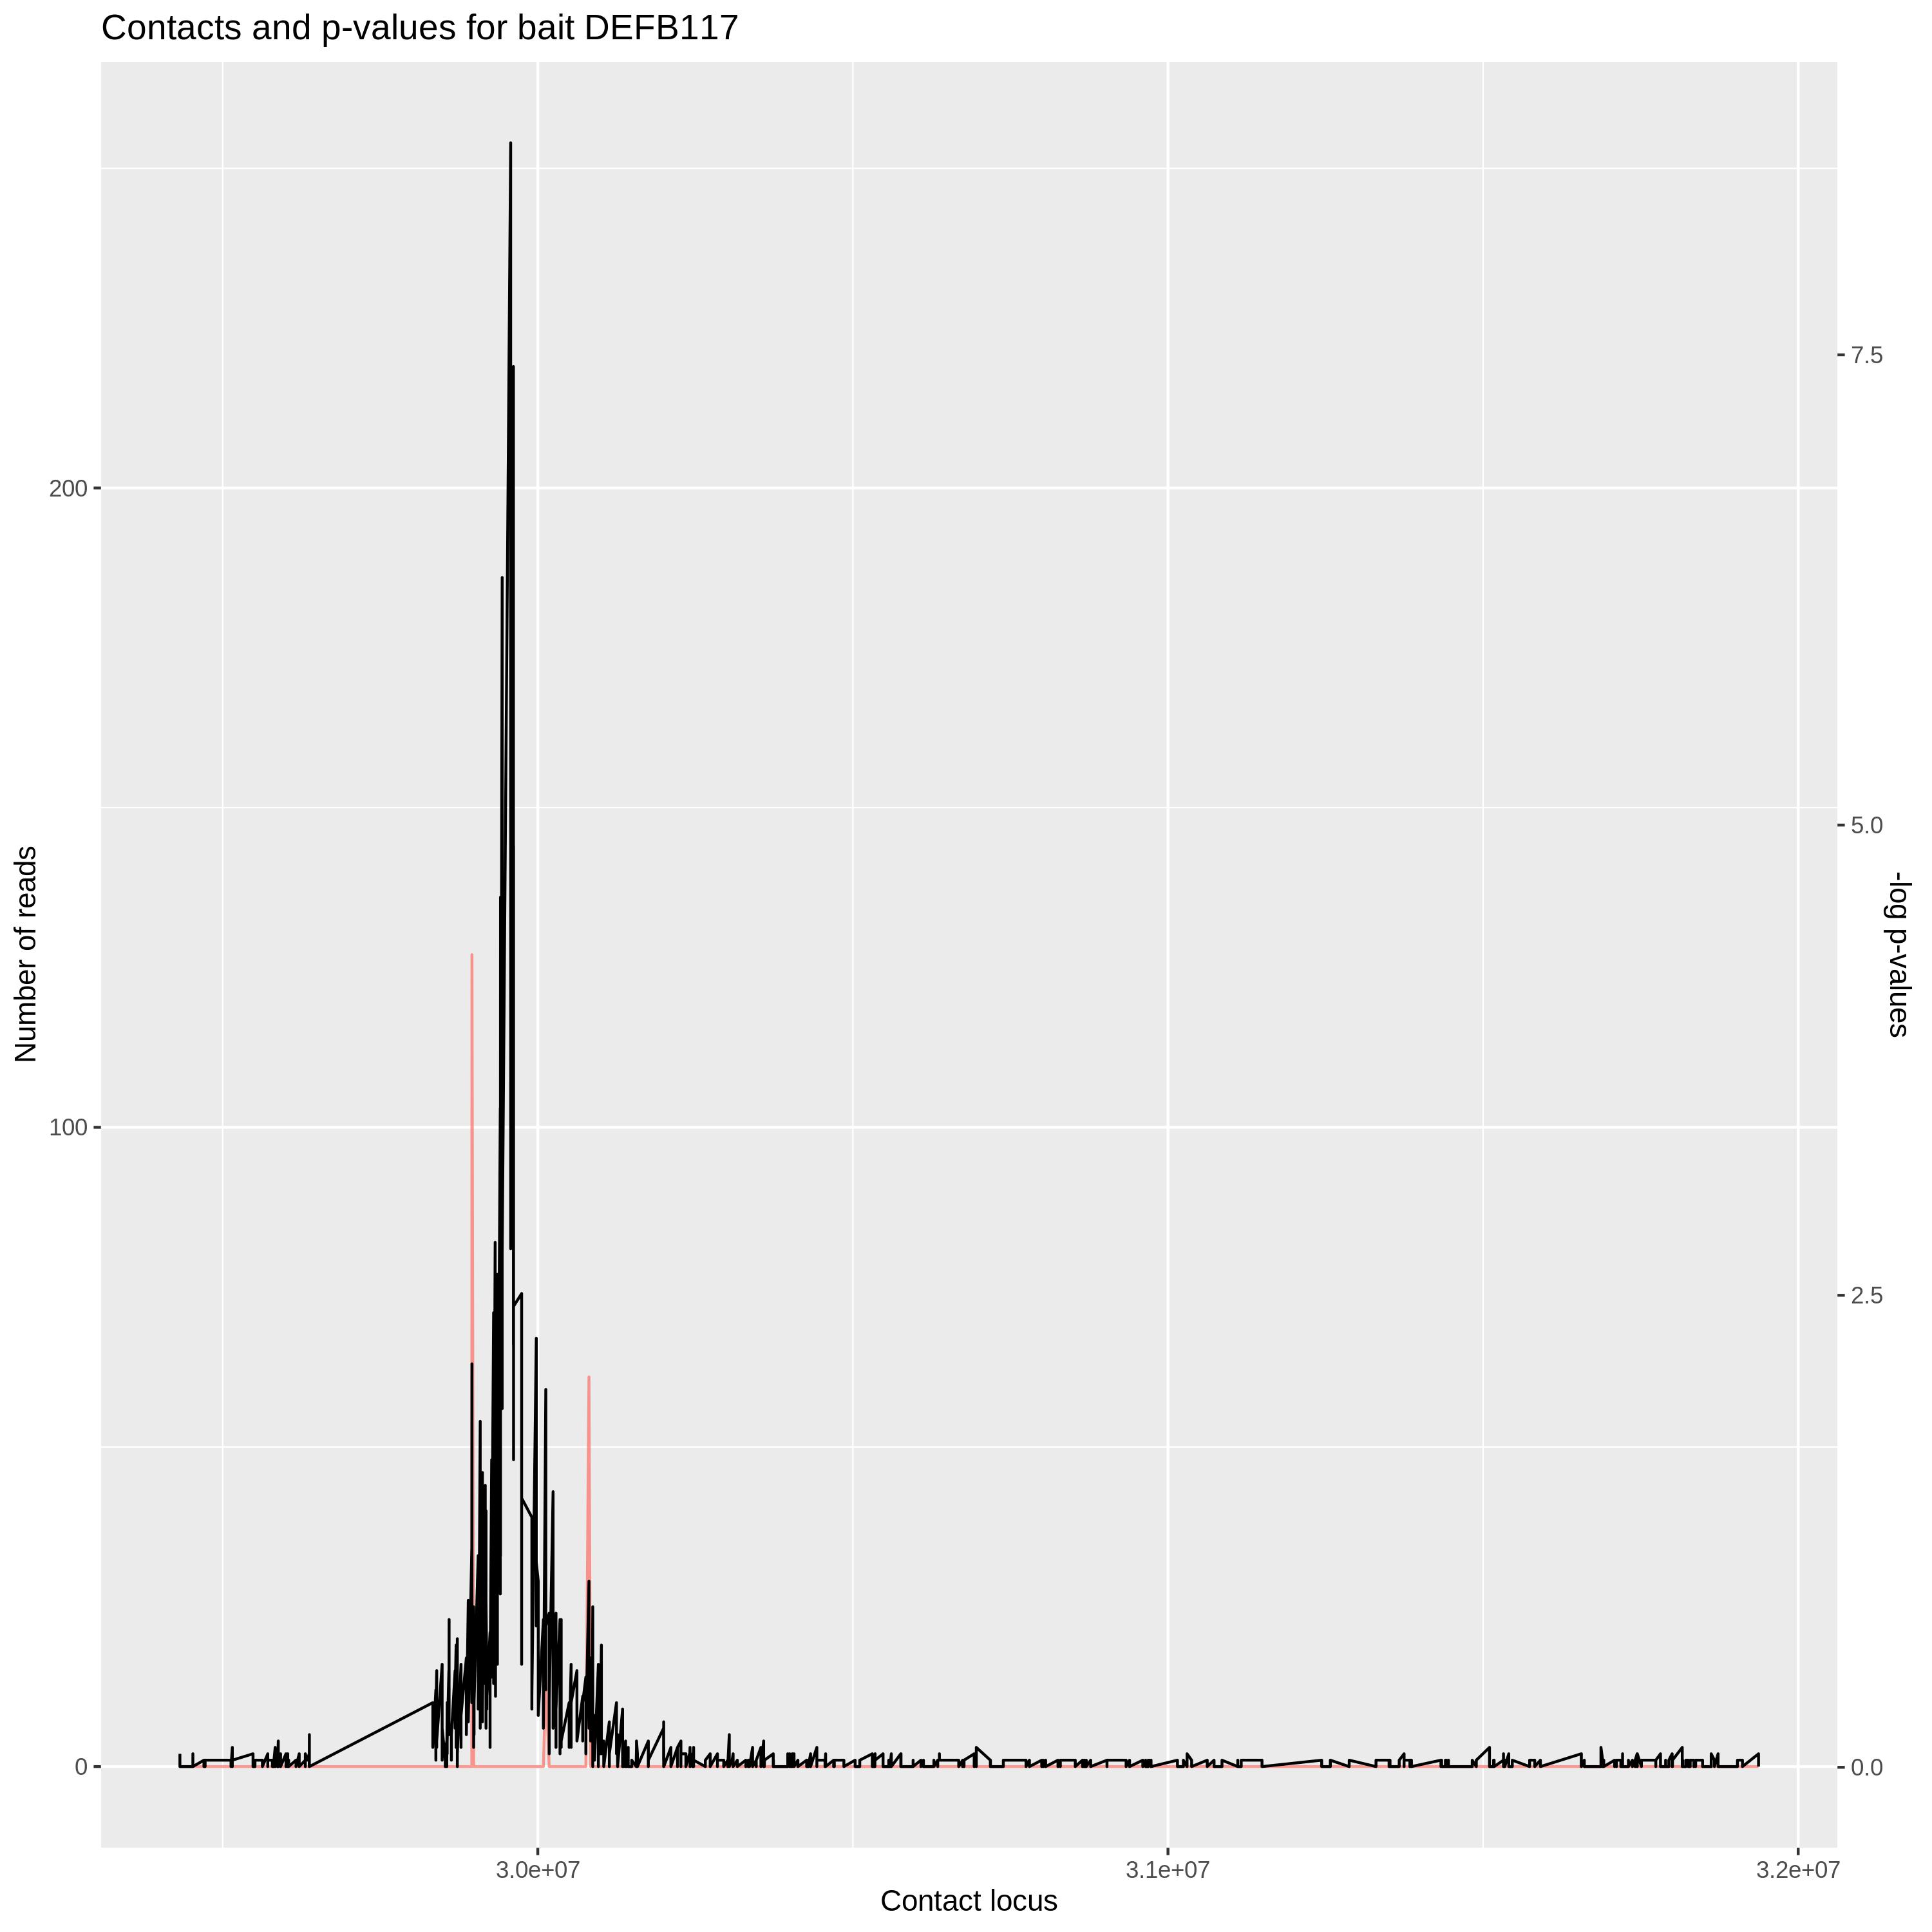 Contacts and p-values for bait DEFB117
Number of reads
200
100
0
7.5
5.0
2.5
0.0
-log p-values
3.0e+07
3.1e+07
3.2e+07
Contact locus